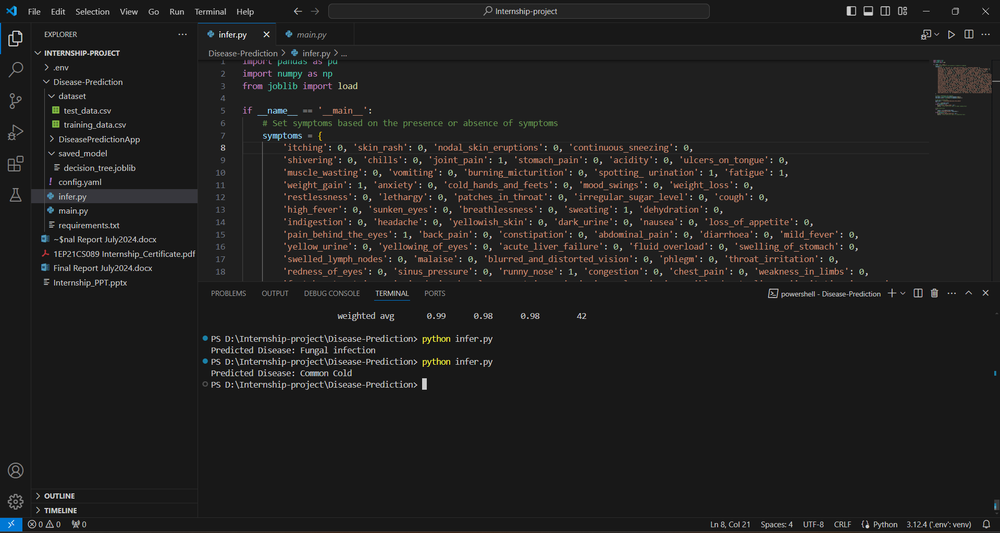 File Edit Selection View Go Run Terminal Help
Internship-project
EXPLORER
INTERNSHIP-PROJECT
.env
Disease-Prediction
dataset
test_data.csv
training_data.csv
DiseasePredictionApp
saved_model
decision_tree.joblib
config.yaml
infer.py
main.py
requirements.txt
~$nal Report July2024.docx
1EP21CS089 Internship_Certificate.pdf
Final Report July2024.docx
Internship_PPT.pptx
OUTLINE
TIMELINE
infer.py main.py
Disease-Prediction > infer.py > ...
1 import pandas as pd
2 import numpy as np
3 from joblib import load
4
5 if __name__ == '__main__':
6 # Set symptoms based on the presence or absence of symptoms
7 symptoms = {
8 'itching': 0, 'skin_rash': 0, 'nodal_skin_eruptions': 0, 'continuous_sneezing': 0,
9 'shivering': 0, 'chills': 0, 'joint_pain': 1, 'stomach_pain': 0, 'acidity': 0, 'ulcers_on_tongue': 0,
10 'muscle_wasting': 0, 'vomiting': 0, 'burning_micturition': 0, 'spotting_ urination': 1, 'fatigue': 1,
11 'weight_gain': 1, 'anxiety': 0, 'cold_hands_and_feets': 0, 'mood_swings': 0, 'weight_loss': 0,
12 'restlessness': 0, 'lethargy': 0, 'patches_in_throat': 0, 'irregular_sugar_level': 0, 'cough': 0,
13 'high_fever': 0, 'sunken_eyes': 0, 'breathlessness': 0, 'sweating': 1, 'dehydration': 0,
14 'indigestion': 0, 'headache': 0, 'yellowish_skin': 0, 'dark_urine': 0, 'nausea': 0, 'loss_of_appetite': 0,
15 'pain_behind_the_eyes': 1, 'back_pain': 0, 'constipation': 0, 'abdominal_pain': 0, 'diarrhoea': 0, 'mild_fever': 0,
16 'yellow_urine': 0, 'yellowing_of_eyes': 0, 'acute_liver_failure': 0, 'fluid_overload': 0, 'swelling_of_stomach': 0,
17 'swelled_lymph_nodes': 0, 'malaise': 0, 'blurred_and_distorted_vision': 0, 'phlegm': 0, 'throat_irritation': 0,
18 'redness_of_eyes': 0, 'sinus_pressure': 0, 'runny_nose': 1, 'congestion': 0, 'chest_pain': 0, 'weakness_in_limbs': 0,
PROBLEMS OUTPUT DEBUG CONSOLE TERMINAL PORTS
powershell - Disease-Prediction
weighted avg 0.99 0.98 0.98 42
PS D:\Internship-project\Disease-Prediction> python infer.py
Predicted Disease: Fungal infection
PS D:\Internship-project\Disease-Prediction> python infer.py
Predicted Disease: Common Cold
PS D:\Internship-project\Disease-Prediction>
0 0 0
Ln 8, Col 21 Spaces: 4 UTF-8 CRLF Python 3.12.4 ('.env': venv)